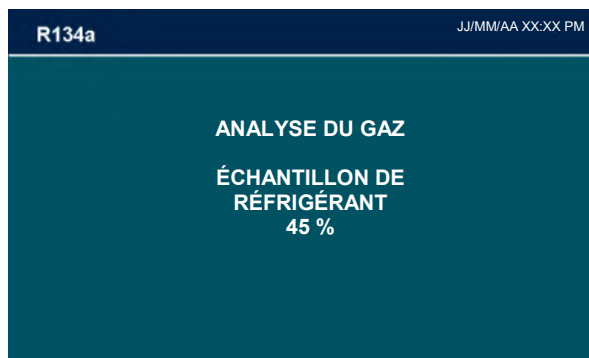 R134a
JJ/MM/AA XX:XX PM
ANALYSE DU GAZ
ÉCHANTILLON DE
RÉFRIGÉRANT
45 %